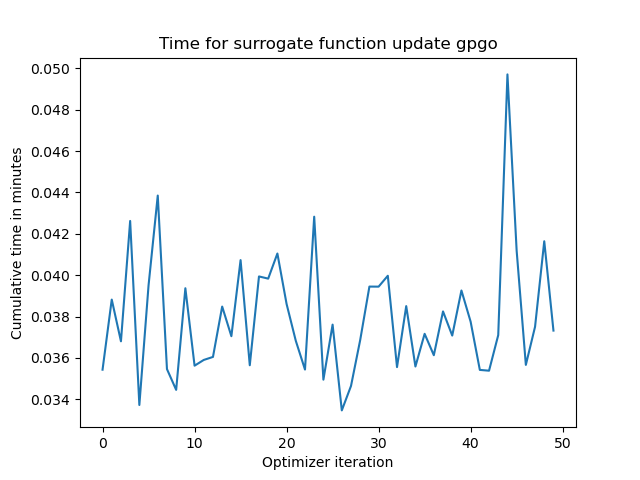 Time for surrogate function update gpgo
Cumulative time in minutes
0.050
0.048
0.046
0.044
0.042
0.040
0.038
0.036
0.034
0 10 20 30 40 50
Optimizer iteration